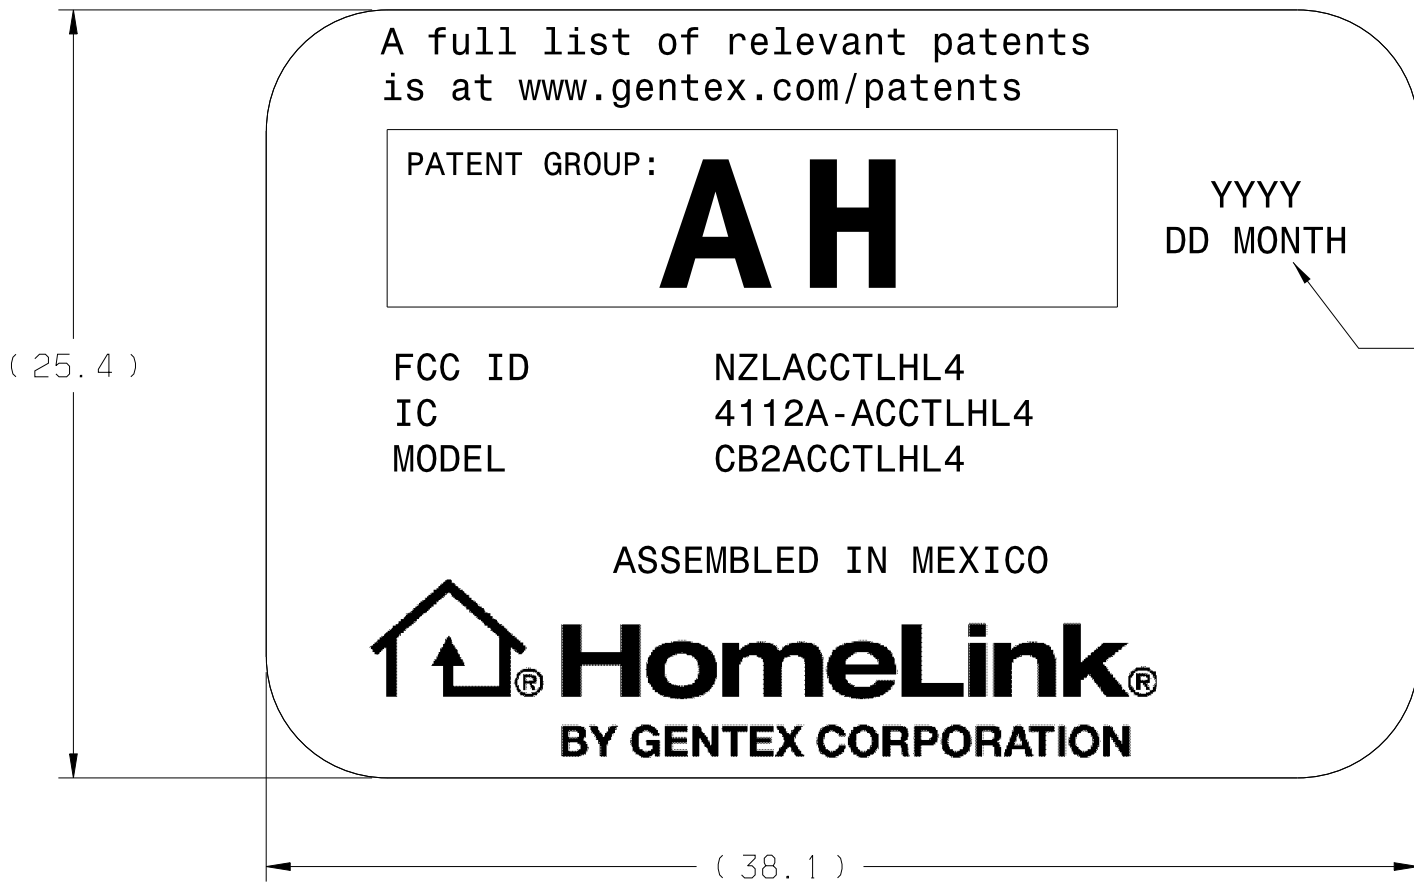 A full list of relevant patents
is at www.gentex.com/patents
PATENT GROUP: AH
YYYY
DD MONTH
(25.4)
FCC ID NZLACCTLHL4
IC 4112A-ACCTLHL4
MODEL CB2ACCTLHL4
ASSEMBLED IN MEXICO
® HomeLink®
BY GENTEX CORPORATION
(38.1)